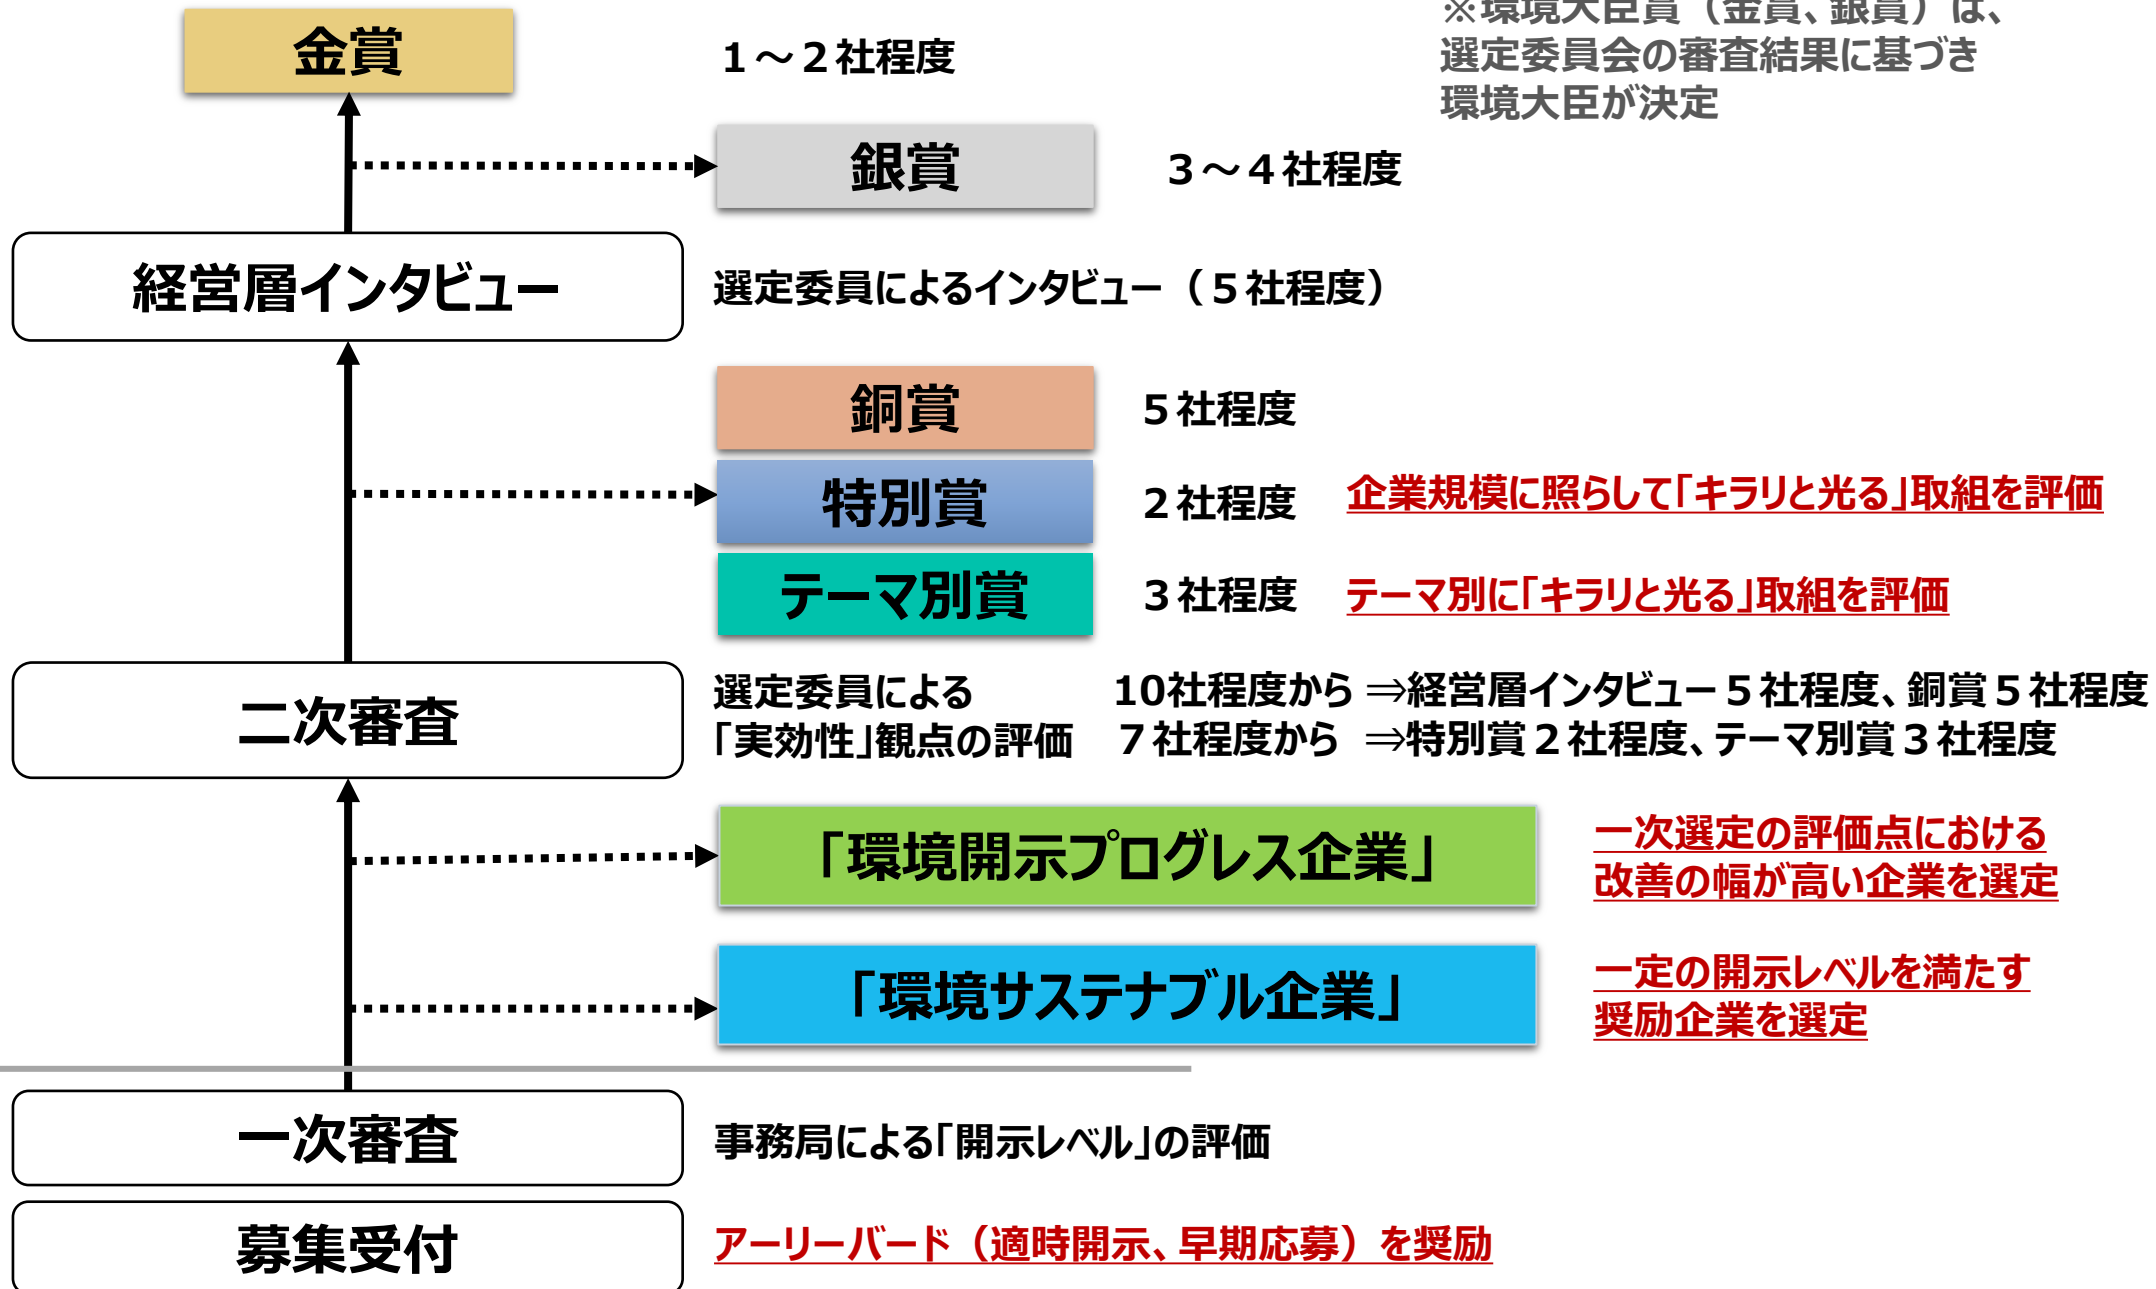 ※環境大臣賞（金賞、銀賞）は、
選定委員会の審査結果に基づき
環境大臣が決定
金賞
１～２社程度
銀賞
３～４社程度
経営層インタビュー
選定委員によるインタビュー（５社程度）
銅賞
５社程度
特別賞
２社程度
企業規模に照らして「キラリと光る」取組を評価
テーマ別賞
３社程度
テーマ別に「キラリと光る」取組を評価
二次審査
選定委員による
「実効性」観点の評価
10社程度から ⇒経営層インタビュー５社程度、銅賞５社程度
７社程度から ⇒特別賞２社程度、テーマ別賞３社程度
「環境開示プログレス企業」
一次選定の評価点における
改善の幅が高い企業を選定
「環境サステナブル企業」
一定の開示レベルを満たす
奨励企業を選定
一次審査
事務局による「開示レベル」の評価
募集受付
アーリーバード（適時開示、早期応募）を奨励